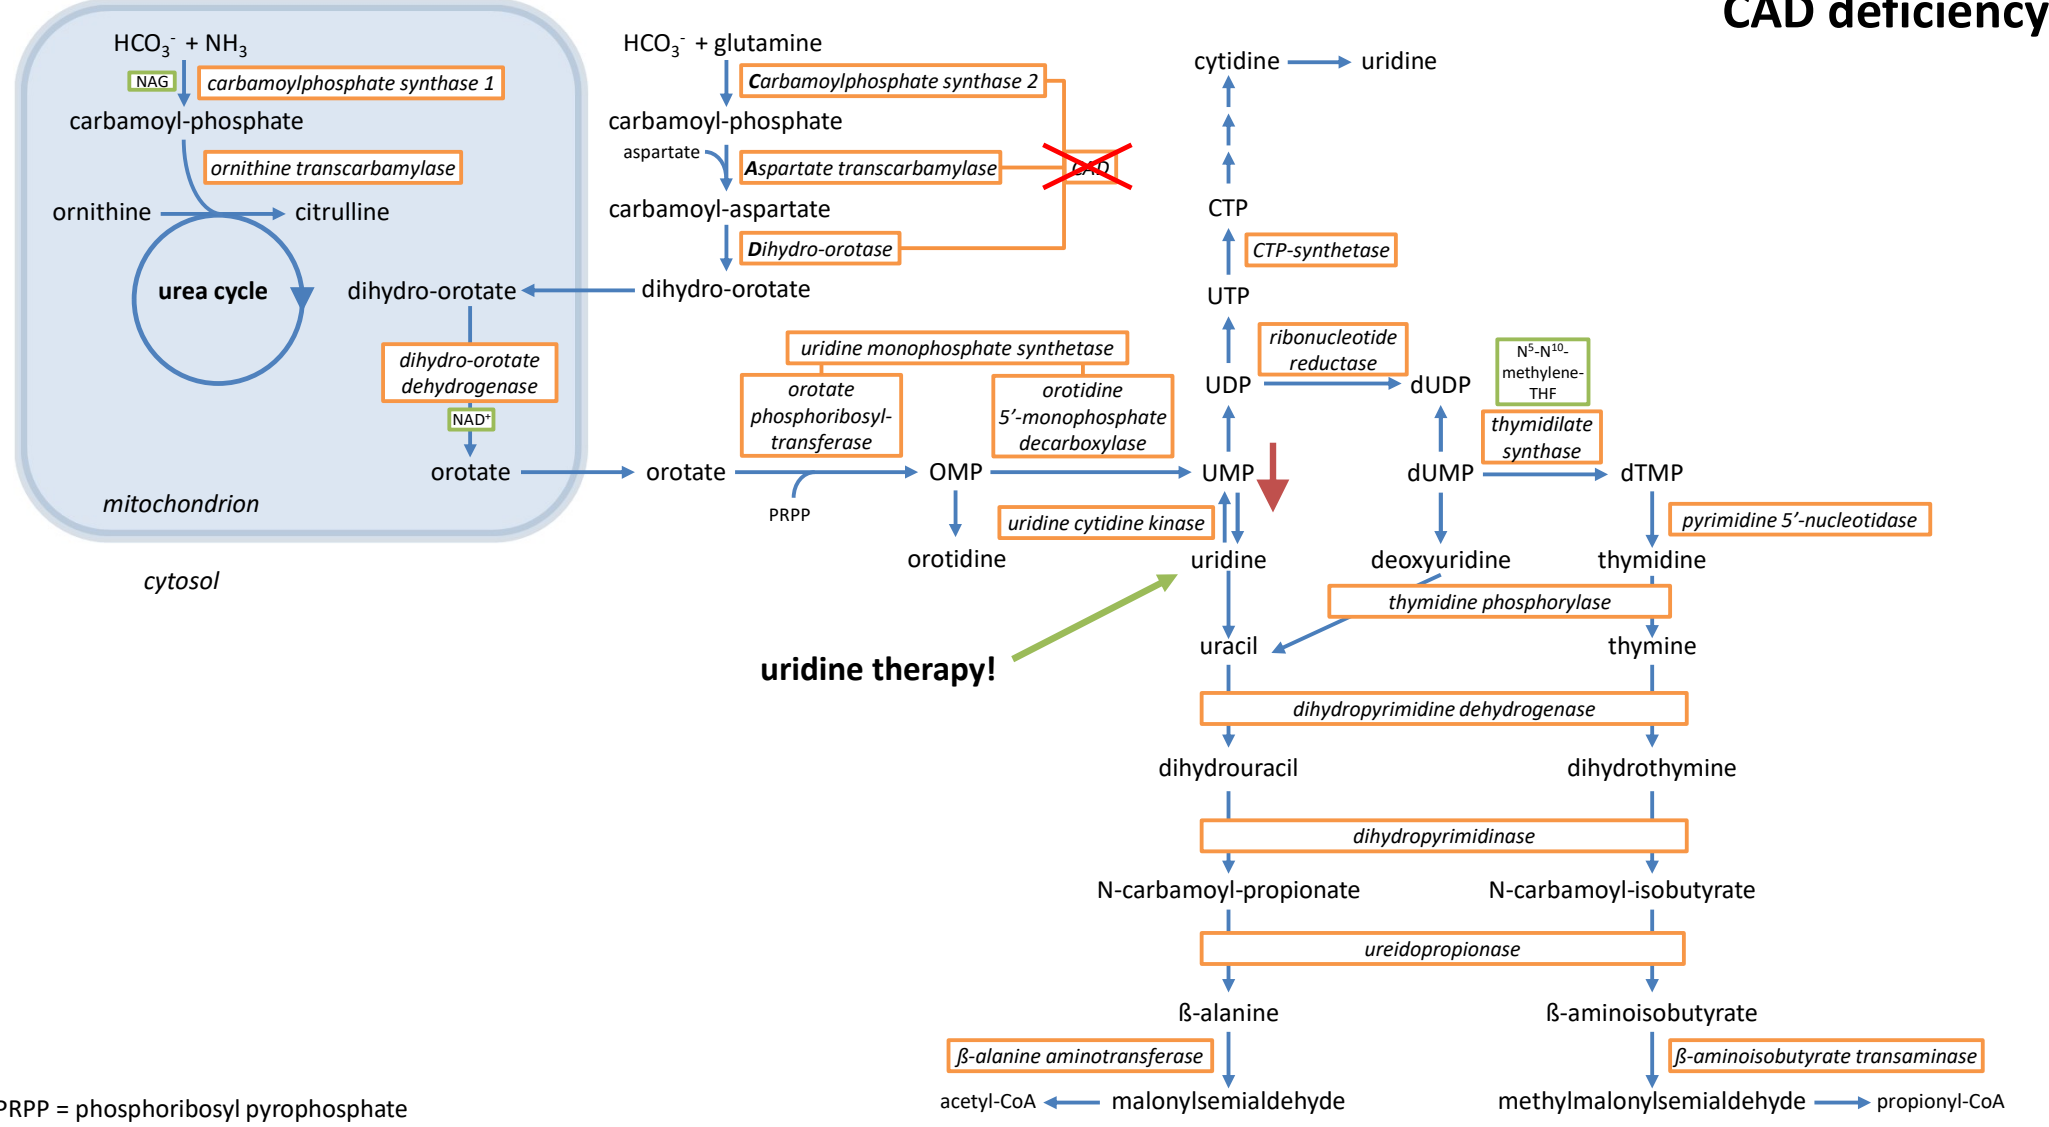 CAD deficiency
HCO₃⁻ + NH₃
NAG
carbamoylphosphate synthase 1
carbamoyl-phosphate
ornithine transcarbamylase
ornithine
citrulline
urea cycle
dihydro-orotate
dihydro-orotate
dehydrogenase
NAD⁺
orotate
mitochondrion
cytosol
HCO₃⁻ + glutamine
Carbamoylphosphate synthase 2
carbamoyl-phosphate
aspartate
Aspartate transcarbamylase
CAD
carbamoyl-aspartate
Dihydro-orotase
dihydro-orotate
uridine monophosphate synthetase
orotate
phosphoribosyl-
transferase
orotidine
5’-monophosphate
decarboxylase
orotate
PRPP
OMP
orotidine
UMP
uridine cytidine kinase
uridine
uridine therapy!
cytidine
uridine
CTP
CTP-synthetase
UTP
ribonucleotide
reductase
UDP
dUDP
N⁵-N¹⁰-
methylene-
THF
thymidilate
synthase
dUMP
dTMP
pyrimidine 5’-nucleotidase
deoxyuridine
thymidine
thymidine phosphorylase
uracil
thymine
dihydropyrimidine dehydrogenase
dihydrouracil
dihydrothymine
dihydropyrimidinase
N-carbamoyl-propionate
N-carbamoyl-isobutyrate
ureidopropionase
ß-alanine
ß-aminoisobutyrate
ß-alanine aminotransferase
ß-aminoisobutyrate transaminase
acetyl-CoA
malonylsemialdehyde
methylmalonylsemialdehyde
propionyl-CoA
PRPP = phosphoribosyl pyrophosphate